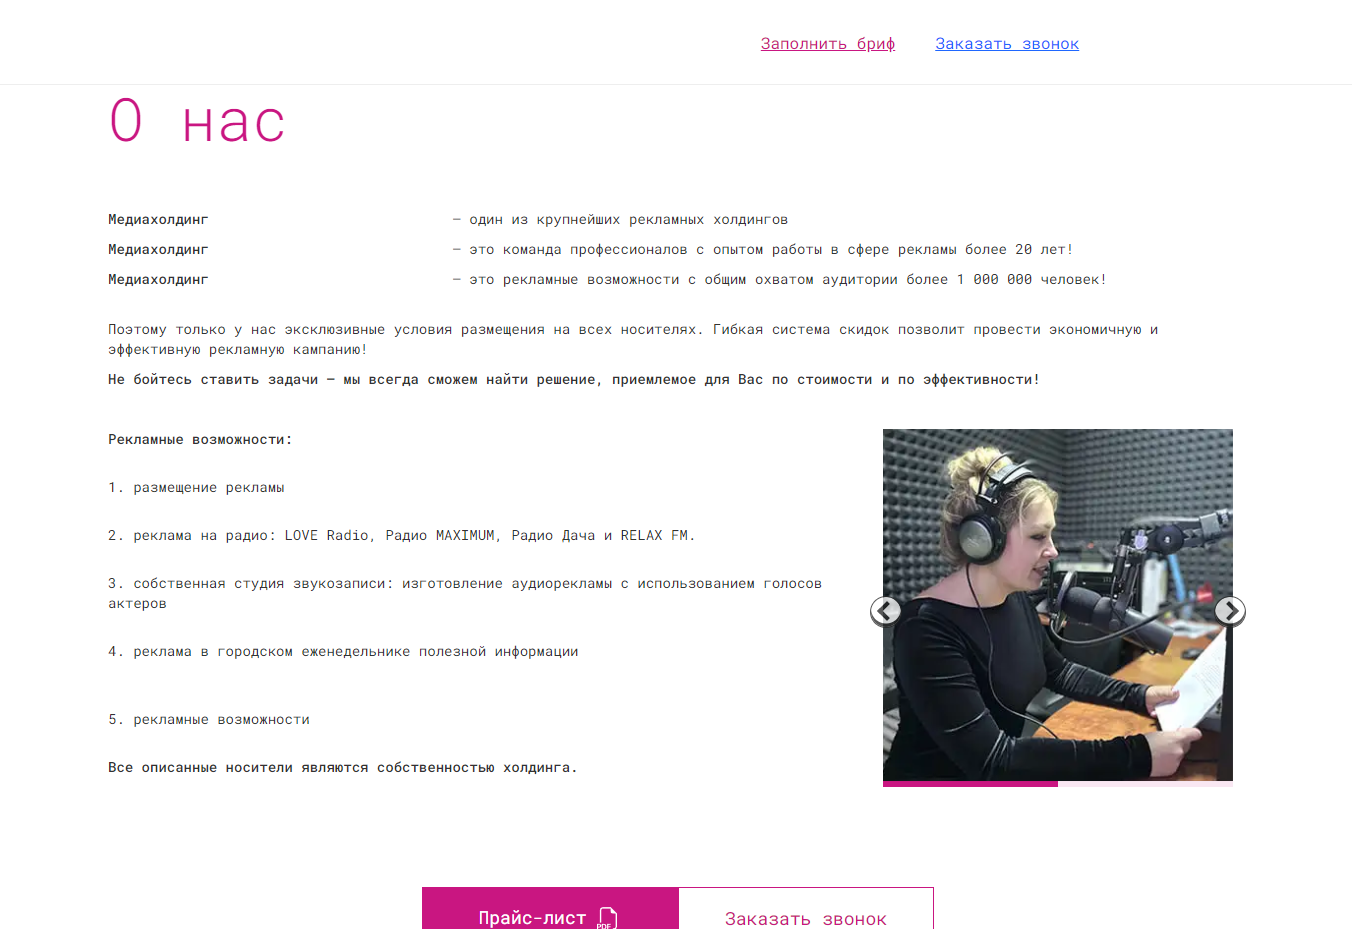 Заполнить бриф Заказать звонок
О нас
Медиахолдинг – один из крупнейших рекламных холдингов
Медиахолдинг – это команда профессионалов с опытом работы в сфере рекламы более 20 лет!
Медиахолдинг – это рекламные возможности с общим охватом аудитории более 1 000 000 человек!
Поэтому только у нас эксклюзивные условия размещения на всех носителях. Гибкая система скидок позволит провести экономичную и
эффективную рекламную кампанию!
Не бойтесь ставить задачи – мы всегда сможем найти решение, приемлемое для Вас по стоимости и по эффективности!
Рекламные возможности:
1. размещение рекламы
2. реклама на радио: LOVE Radio, Радио MAXIMUM, Радио Дача и RELAX FM.
3. собственная студия звукозаписи: изготовление аудиорекламы с использованием голосов
актеров
4. реклама в городском еженедельнике полезной информации
5. рекламные возможности
Все описанные носители являются собственностью холдинга.
Прайс-лист PDF Заказать звонок